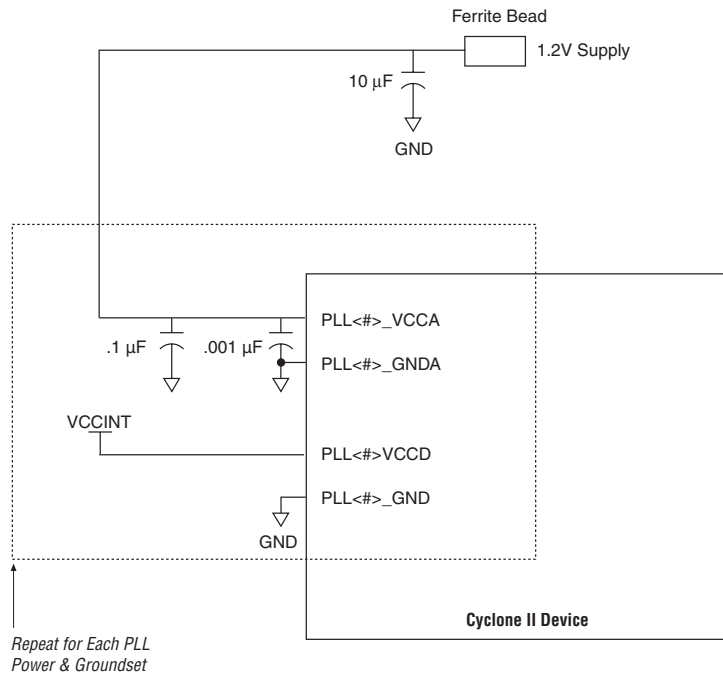 Ferrite Bead
1.2V Supply
10 µF
GND
PLL<#>_VCCA
.1 µF
.001 µF
PLL<#>_GNDA
VCCINT
PLL<#>VCCD
PLL<#>_GND
GND
Cyclone II Device
Repeat for Each PLL
Power & Groundset